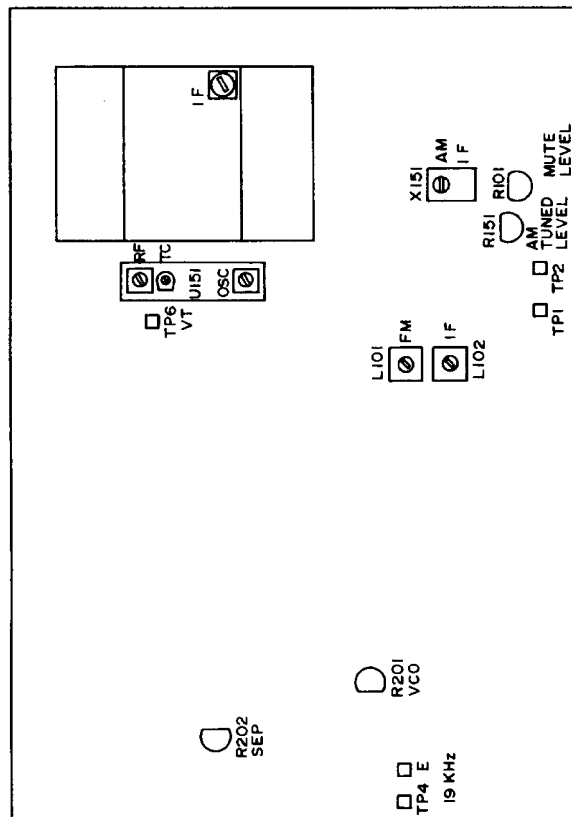 IF
RF
TC
U151
OSC
TP6
VT
X151
AM
IF
R101
MUTE
LEVEL
R151
AM
TUNED
LEVEL
TP1 TP2
L101
FM
IF
L102
R201
VCO
R202
SEP
TP4 E
19 KHz